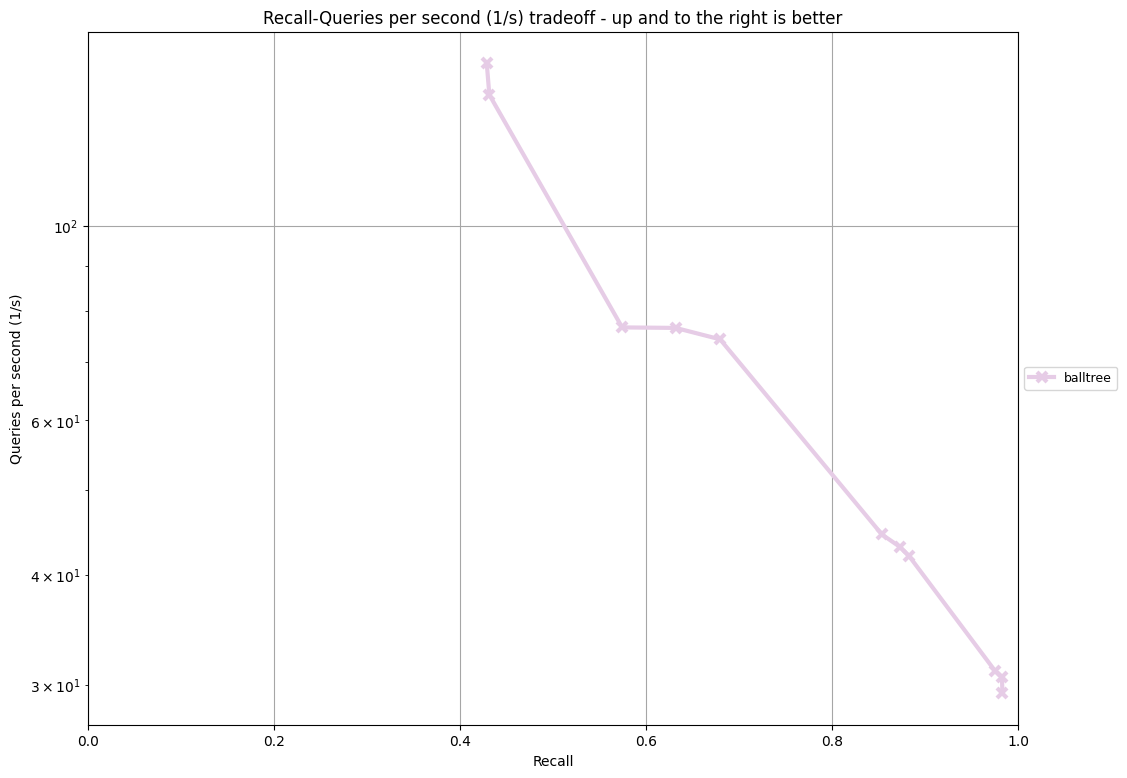 Recall-Queries per second (1/s) tradeoff - up and to the right is better
Queries per second (1/s)
10²
6 × 10¹
4 × 10¹
3 × 10¹
0.0 0.2 0.4 0.6 0.8 1.0
Recall
balltree